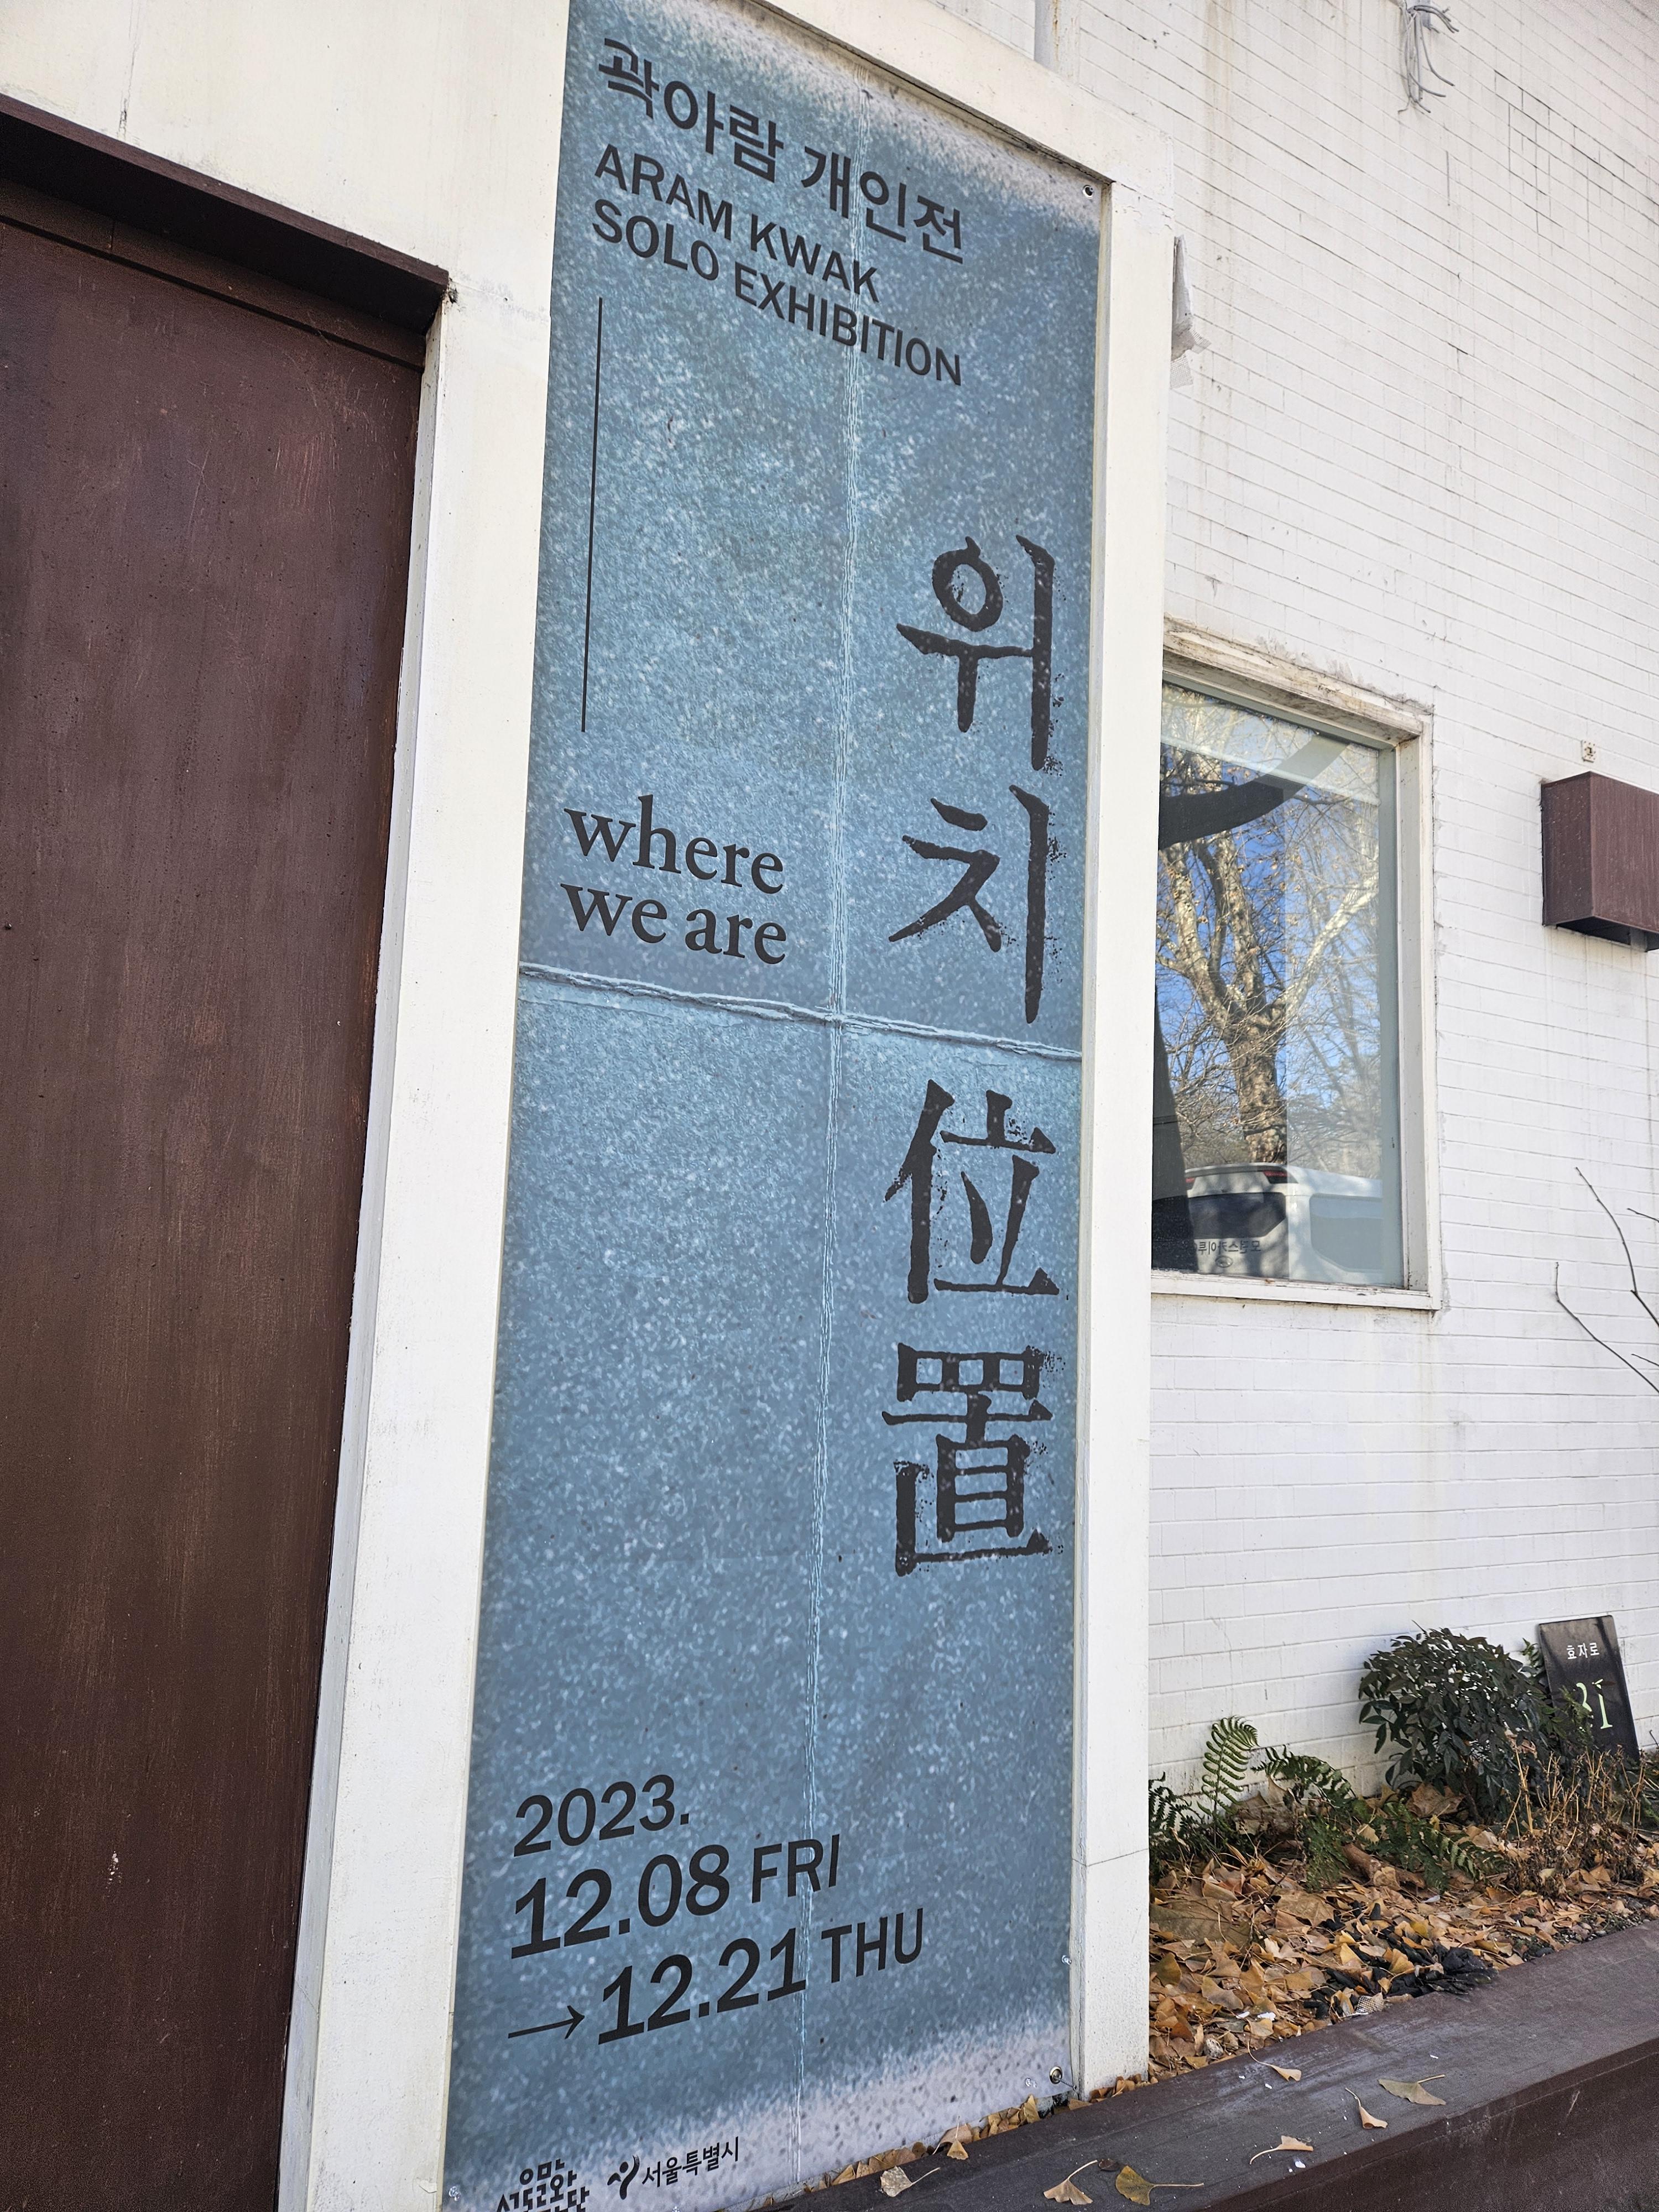 곽아람 개인전
ARAM KWAK
SOLO EXHIBITION
where
we are
위치
位置
2023.
12.08 FRI
→12.21 THU
서울특별시
효자로